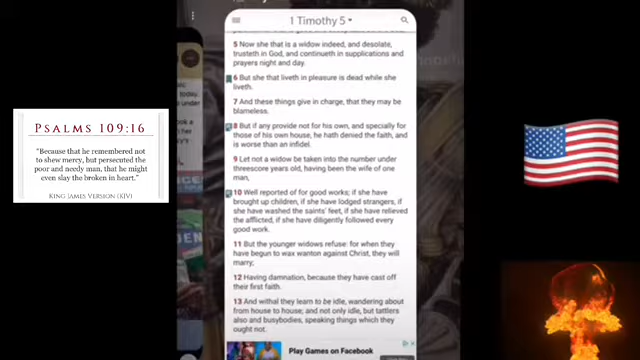 1 Timothy 5
5 Now she that is a widow indeed, and desolate,
trusteth in God, and continueth in supplications and
prayers night and day.
6 But she that liveth in pleasure is dead while she
liveth.
7 And these things give in charge, that they may be
blameless.
8 But if any provide not for his own, and specially for
those of his own house, he hath denied the faith, and
is worse than an infidel.
9 Let not a widow be taken into the number under
threescore years old, having been the wife of one
man,
10 Well reported of for good works; if she have
brought up children, if she have lodged strangers, if
she have washed the saints' feet, if she have relieved
the afflicted, if she have diligently followed every
good work.
11 But the younger widows refuse: for when they
have begun to wax wanton against Christ, they will
marry;
12 Having damnation, because they have cast off
their first faith.
13 And withal they learn to be idle, wandering about
from house to house; and not only idle, but tattlers
also and busybodies, speaking things which they
ought not.
Play Games on Facebook
PSALMS 109:16
"Because that he remembered not
to shew mercy, but persecuted the
poor and needy man, that he might
even slay the broken in heart."
KING JAMES VERSION (KJV)